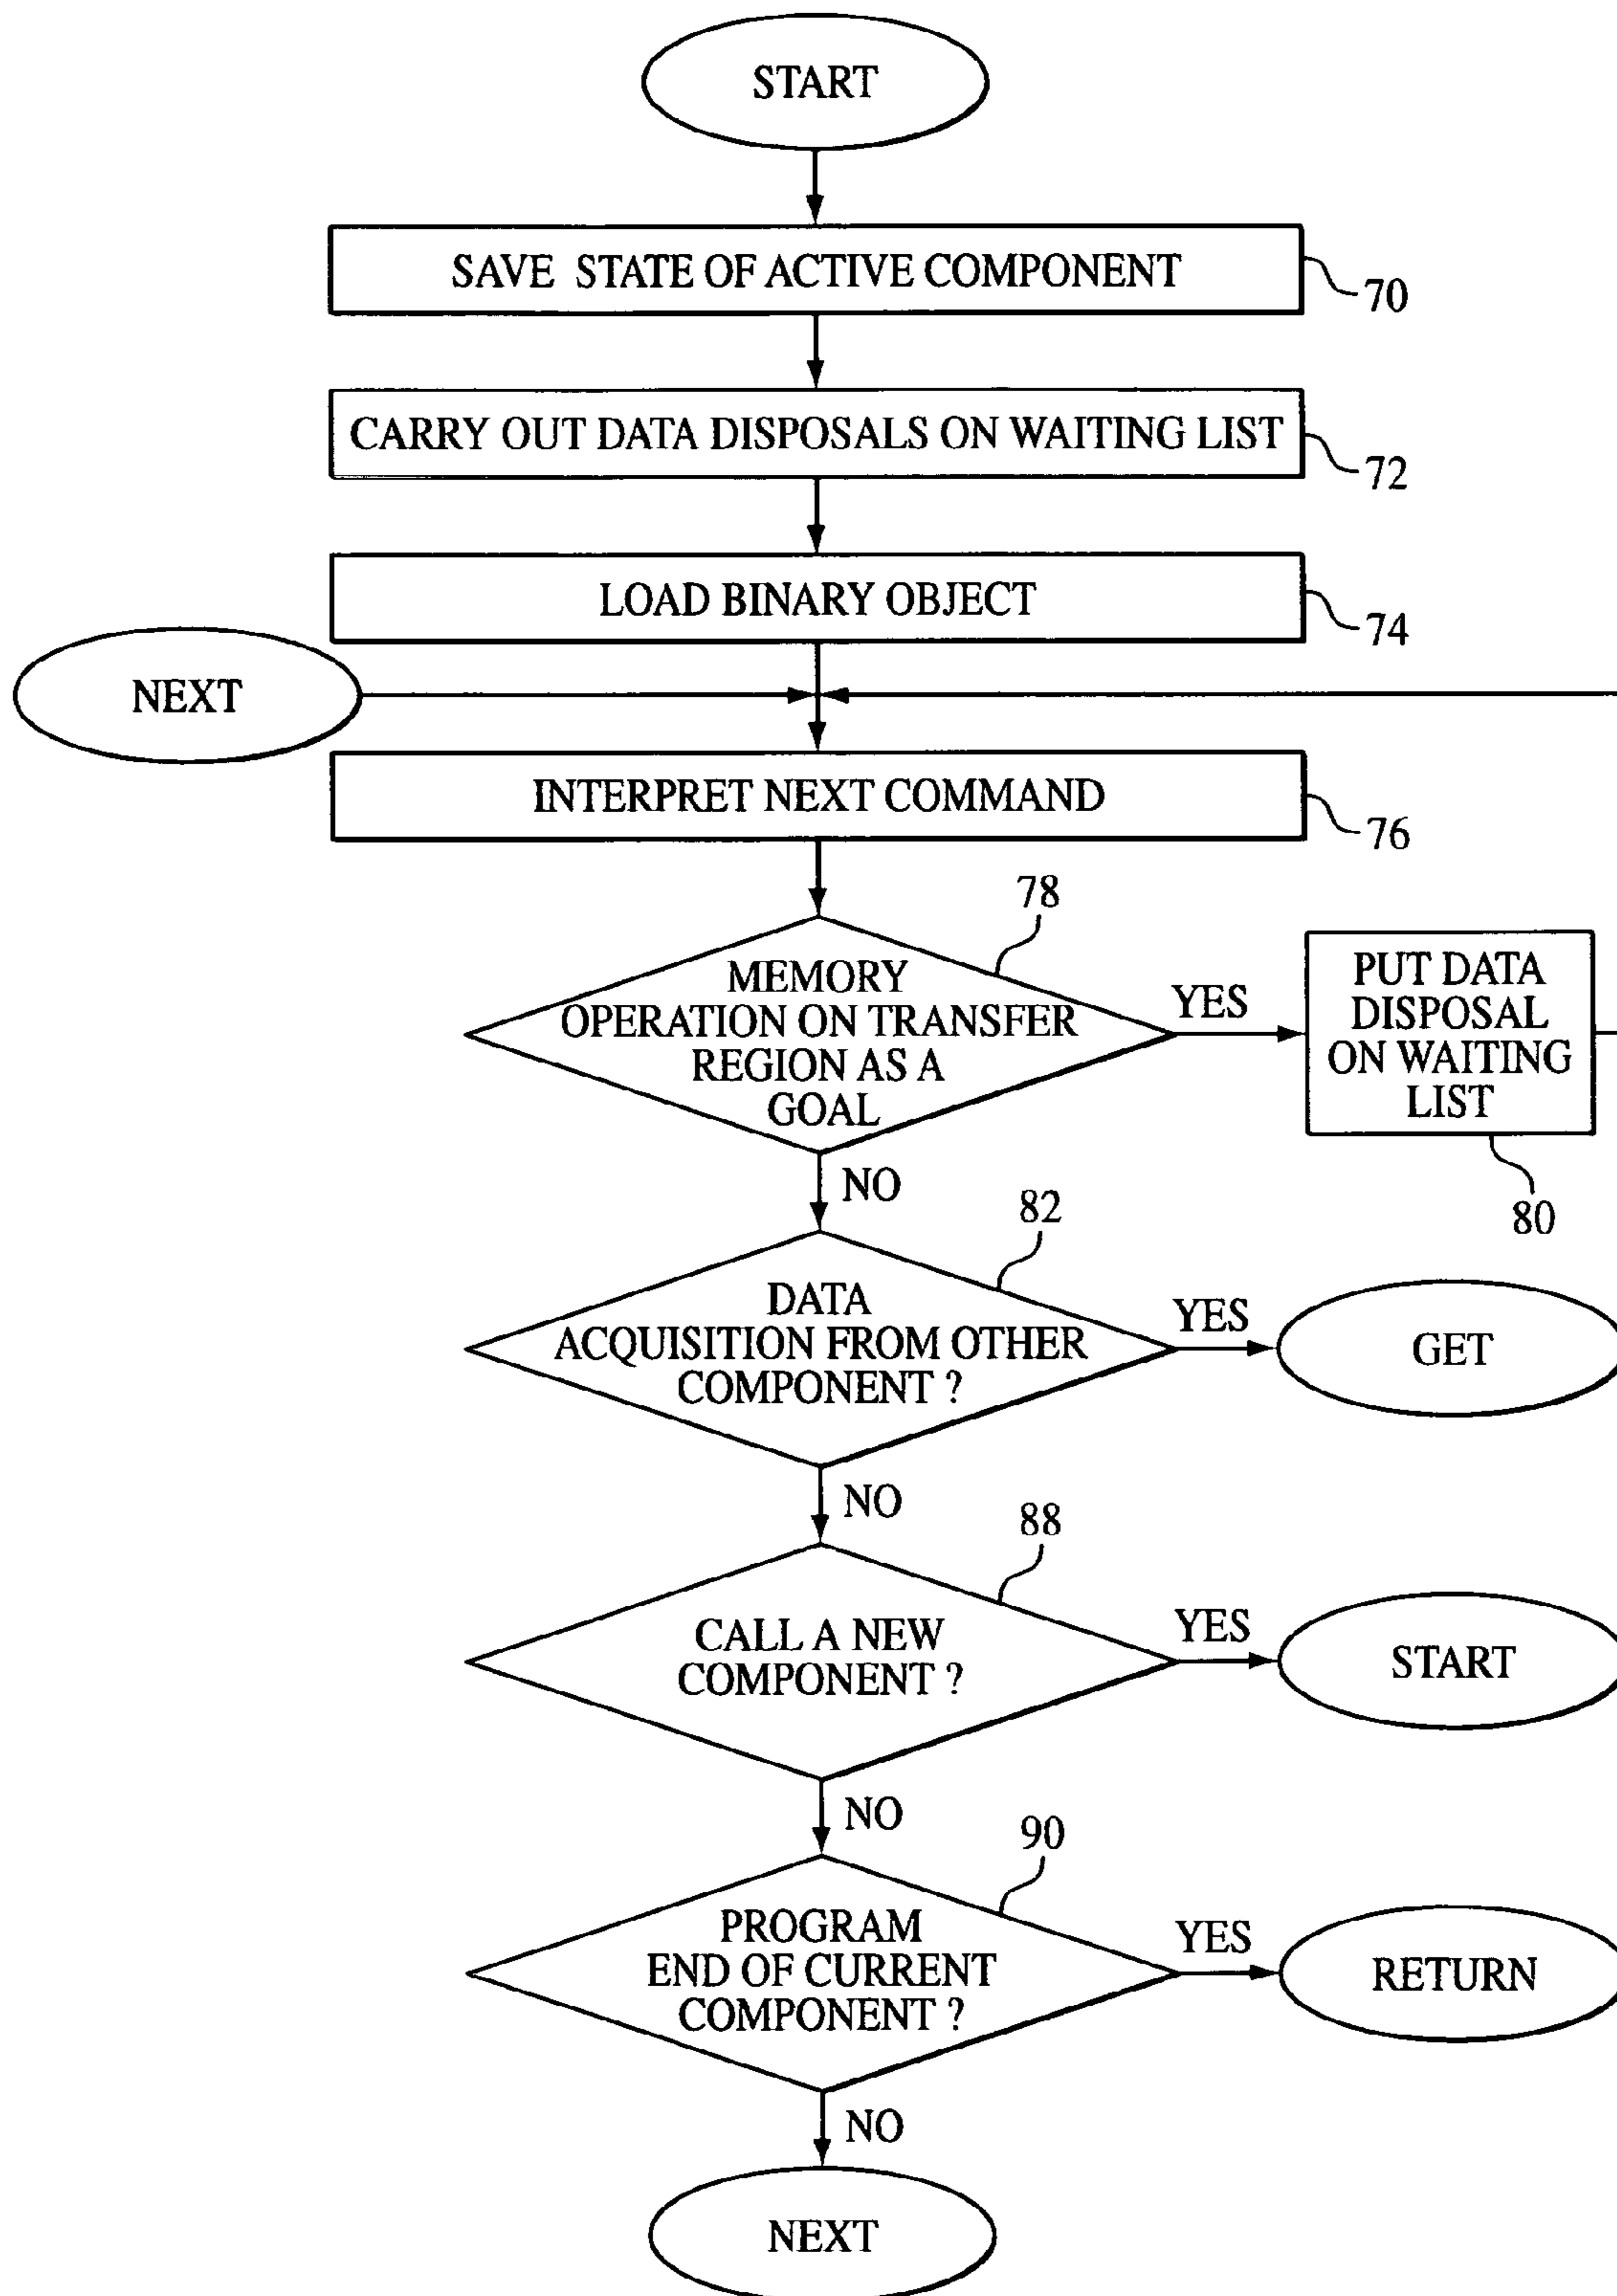 START
SAVE STATE OF ACTIVE COMPONENT
70
CARRY OUT DATA DISPOSALS ON WAITING LIST
72
LOAD BINARY OBJECT
74
NEXT
INTERPRET NEXT COMMAND
76
78
MEMORY
OPERATION ON TRANSFER
REGION AS A
GOAL
YES
PUT DATA
DISPOSAL
ON WAITING
LIST
80
NO
82
DATA
ACQUISITION FROM OTHER
COMPONENT ?
YES
GET
NO
88
CALL A NEW
COMPONENT ?
YES
START
NO
90
PROGRAM
END OF CURRENT
COMPONENT ?
YES
RETURN
NO
NEXT